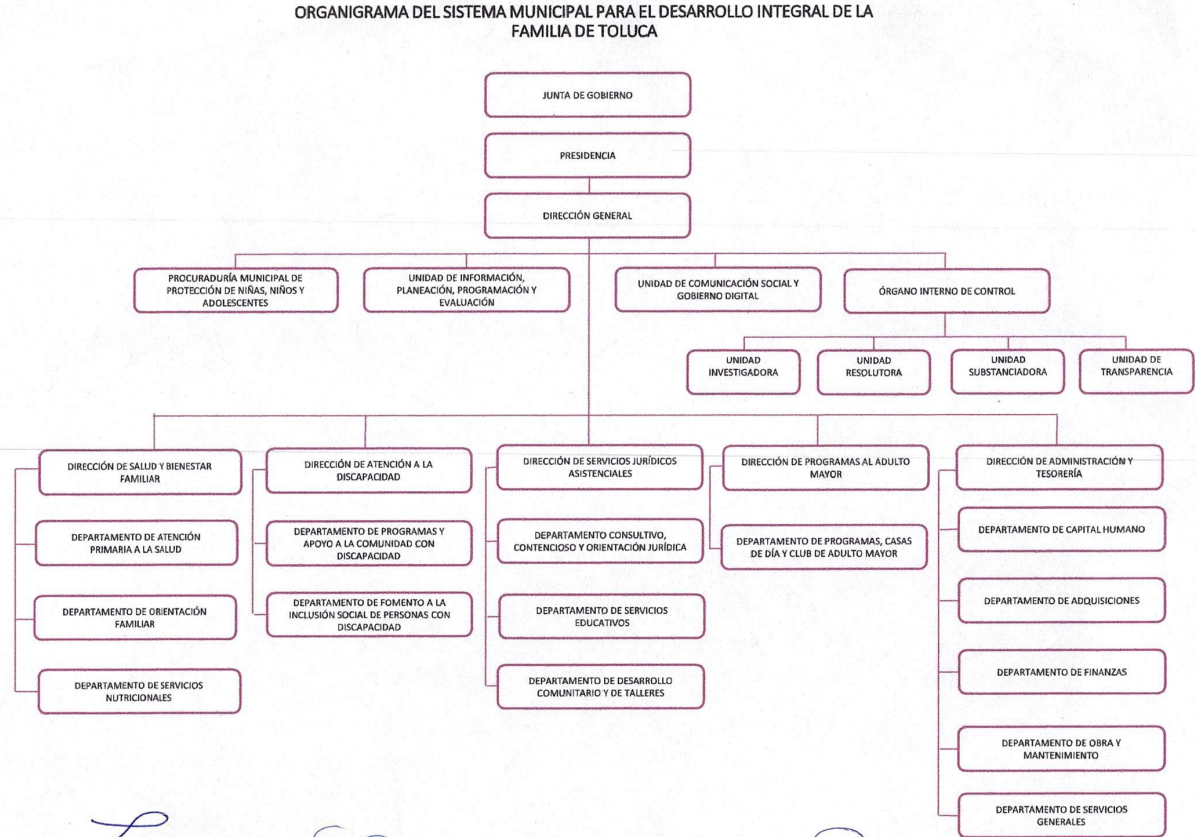 ORGANIGRAMA DEL SISTEMA MUNICIPAL PARA EL DESARROLLO INTEGRAL DE LA
FAMILIA DE TOLUCA
JUNTA DE GOBIERNO
PRESIDENCIA
DIRECCIÓN GENERAL
PROCURADURÍA MUNICIPAL DE
PROTECCIÓN DE NIÑAS, NIÑOS Y
ADOLESCENTES
UNIDAD DE INFORMACIÓN,
PLANEACIÓN, PROGRAMACIÓN Y
EVALUACIÓN
UNIDAD DE COMUNICACIÓN SOCIAL Y
GOBIERNO DIGITAL
ÓRGANO INTERNO DE CONTROL
UNIDAD
INVESTIGADORA
UNIDAD
RESOLUTORA
UNIDAD
SUBSTANCIADORA
UNIDAD DE
TRANSPARENCIA
DIRECCIÓN DE SALUD Y BIENESTAR
FAMILIAR
DEPARTAMENTO DE ATENCIÓN
PRIMARIA A LA SALUD
DEPARTAMENTO DE ORIENTACIÓN
FAMILIAR
DEPARTAMENTO DE SERVICIOS
NUTRICIONALES
DIRECCIÓN DE ATENCIÓN A LA
DISCAPACIDAD
DEPARTAMENTO DE PROGRAMAS Y
APOYO A LA COMUNIDAD CON
DISCAPACIDAD
DEPARTAMENTO DE FOMENTO A LA
INCLUSIÓN SOCIAL DE PERSONAS CON
DISCAPACIDAD
DIRECCIÓN DE SERVICIOS JURÍDICOS
ASISTENCIALES
DEPARTAMENTO CONSULTIVO,
CONTENCIOSO Y ORIENTACIÓN JURÍDICA
DEPARTAMENTO DE SERVICIOS
EDUCATIVOS
DEPARTAMENTO DE DESARROLLO
COMUNITARIO Y DE TALLERES
DIRECCIÓN DE PROGRAMAS AL ADULTO
MAYOR
DEPARTAMENTO DE PROGRAMAS, CASAS
DE DÍA Y CLUB DE ADULTO MAYOR
DIRECCIÓN DE ADMINISTRACIÓN Y
TESORERÍA
DEPARTAMENTO DE CAPITAL HUMANO
DEPARTAMENTO DE ADQUISICIONES
DEPARTAMENTO DE FINANZAS
DEPARTAMENTO DE OBRA Y
MANTENIMIENTO
DEPARTAMENTO DE SERVICIOS
GENERALES